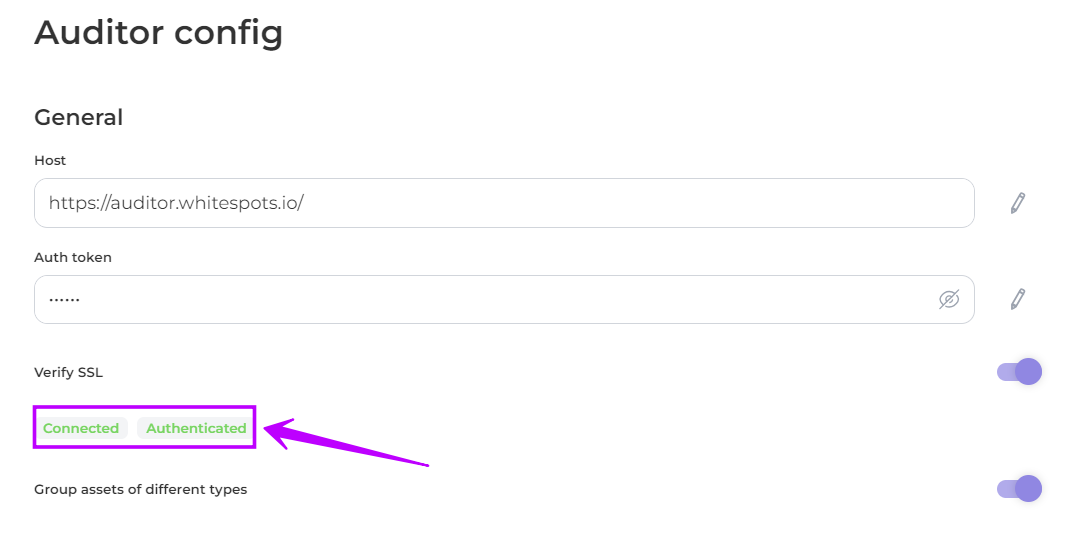 Auditor config
General
Host
https://auditor.whitespots.io/
Auth token
······
Verify SSL
Connected Authenticated
Group assets of different types